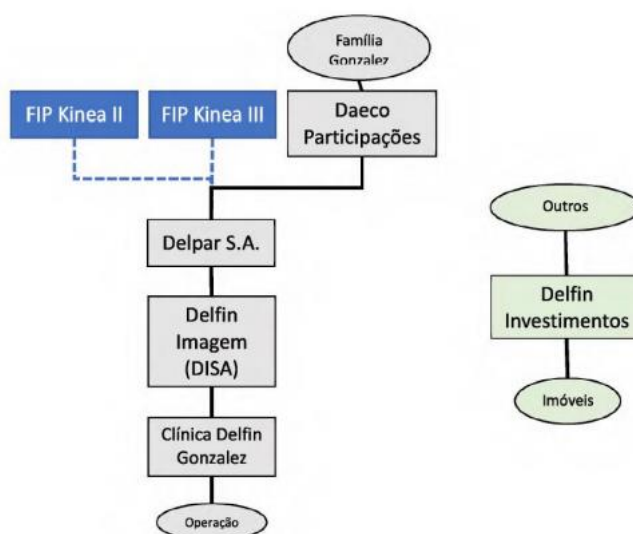 Família
Gonzalez
FIP Kinea II
FIP Kinea III
Daeco
Participações
Delpar S.A.
Outros
Delfin
Investimentos
Delfin
Imagem
(DISA)
Imóveis
Clínica Delfin
Gonzalez
Operação